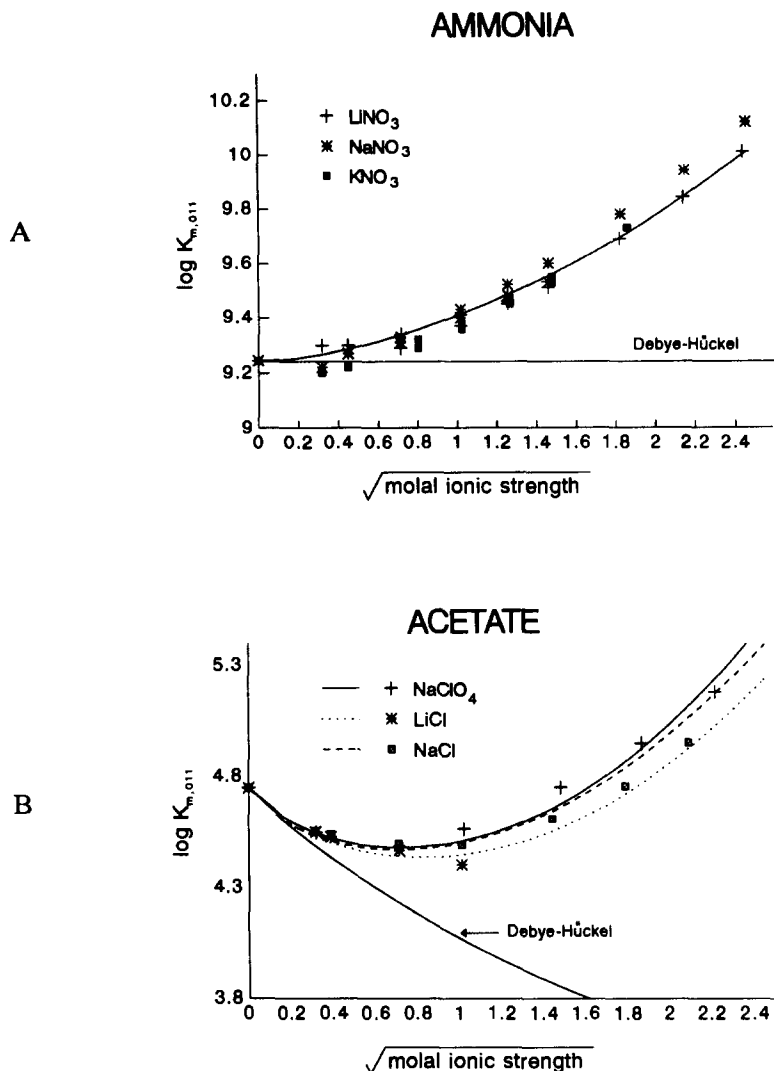 AMMONIA
A
log K m,011
10.2
10
9.8
9.6
9.4
9.2
9
+ LiNO3
NaNO3
KNO3
Debye-Hückel
0 0.2 0.4 0.6 0.8 1 1.2 1.4 1.6 1.8 2 2.2 2.4
√molal ionic strength
ACETATE
B
log K m,011
5.3
4.8
4.3
3.8
NaClO4
LiCl
NaCl
Debye-Hückel
0 0.2 0.4 0.6 0.8 1 1.2 1.4 1.6 1.8 2 2.2 2.4
√molal ionic strength